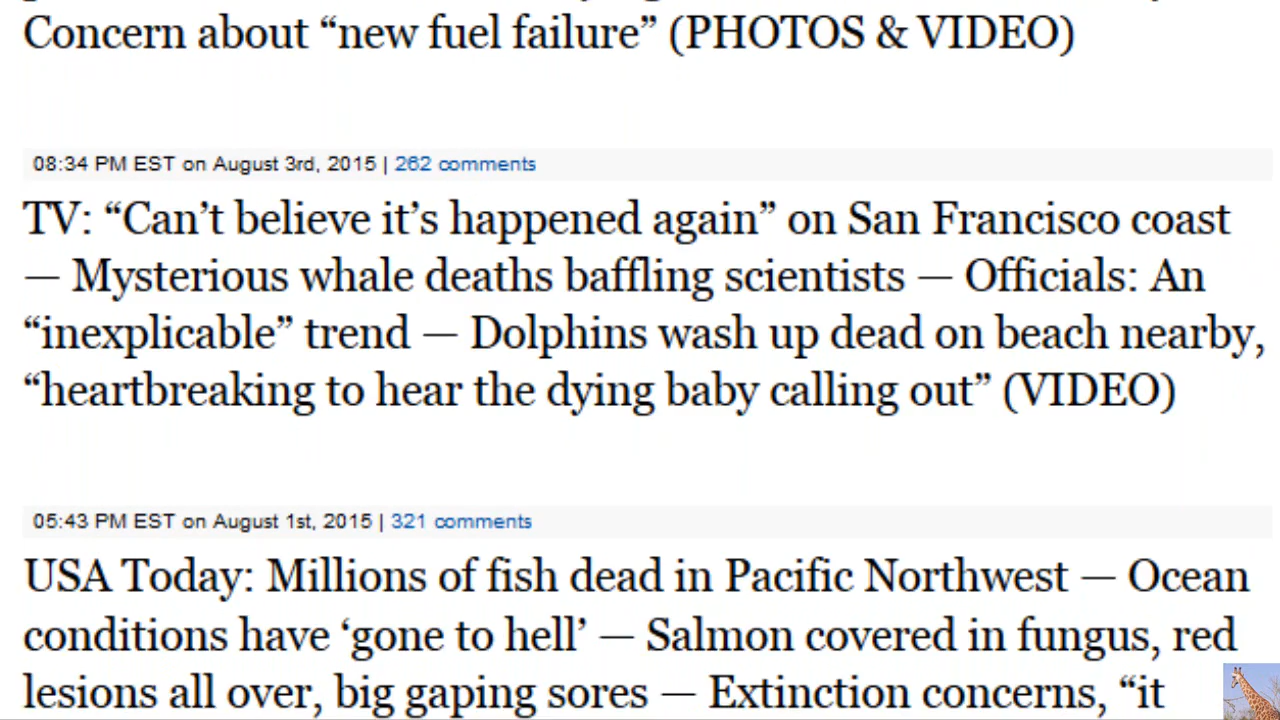 Concern about “new fuel failure” (PHOTOS & VIDEO)
08:34 PM EST on August 3rd, 2015 | 262 comments
TV: “Can’t believe it’s happened again” on San Francisco coast
— Mysterious whale deaths baffling scientists — Officials: An
“inexplicable” trend — Dolphins wash up dead on beach nearby,
“heartbreaking to hear the dying baby calling out” (VIDEO)
05:43 PM EST on August 1st, 2015 | 321 comments
USA Today: Millions of fish dead in Pacific Northwest — Ocean
conditions have ‘gone to hell’ — Salmon covered in fungus, red
lesions all over, big gaping sores — Extinction concerns, “it